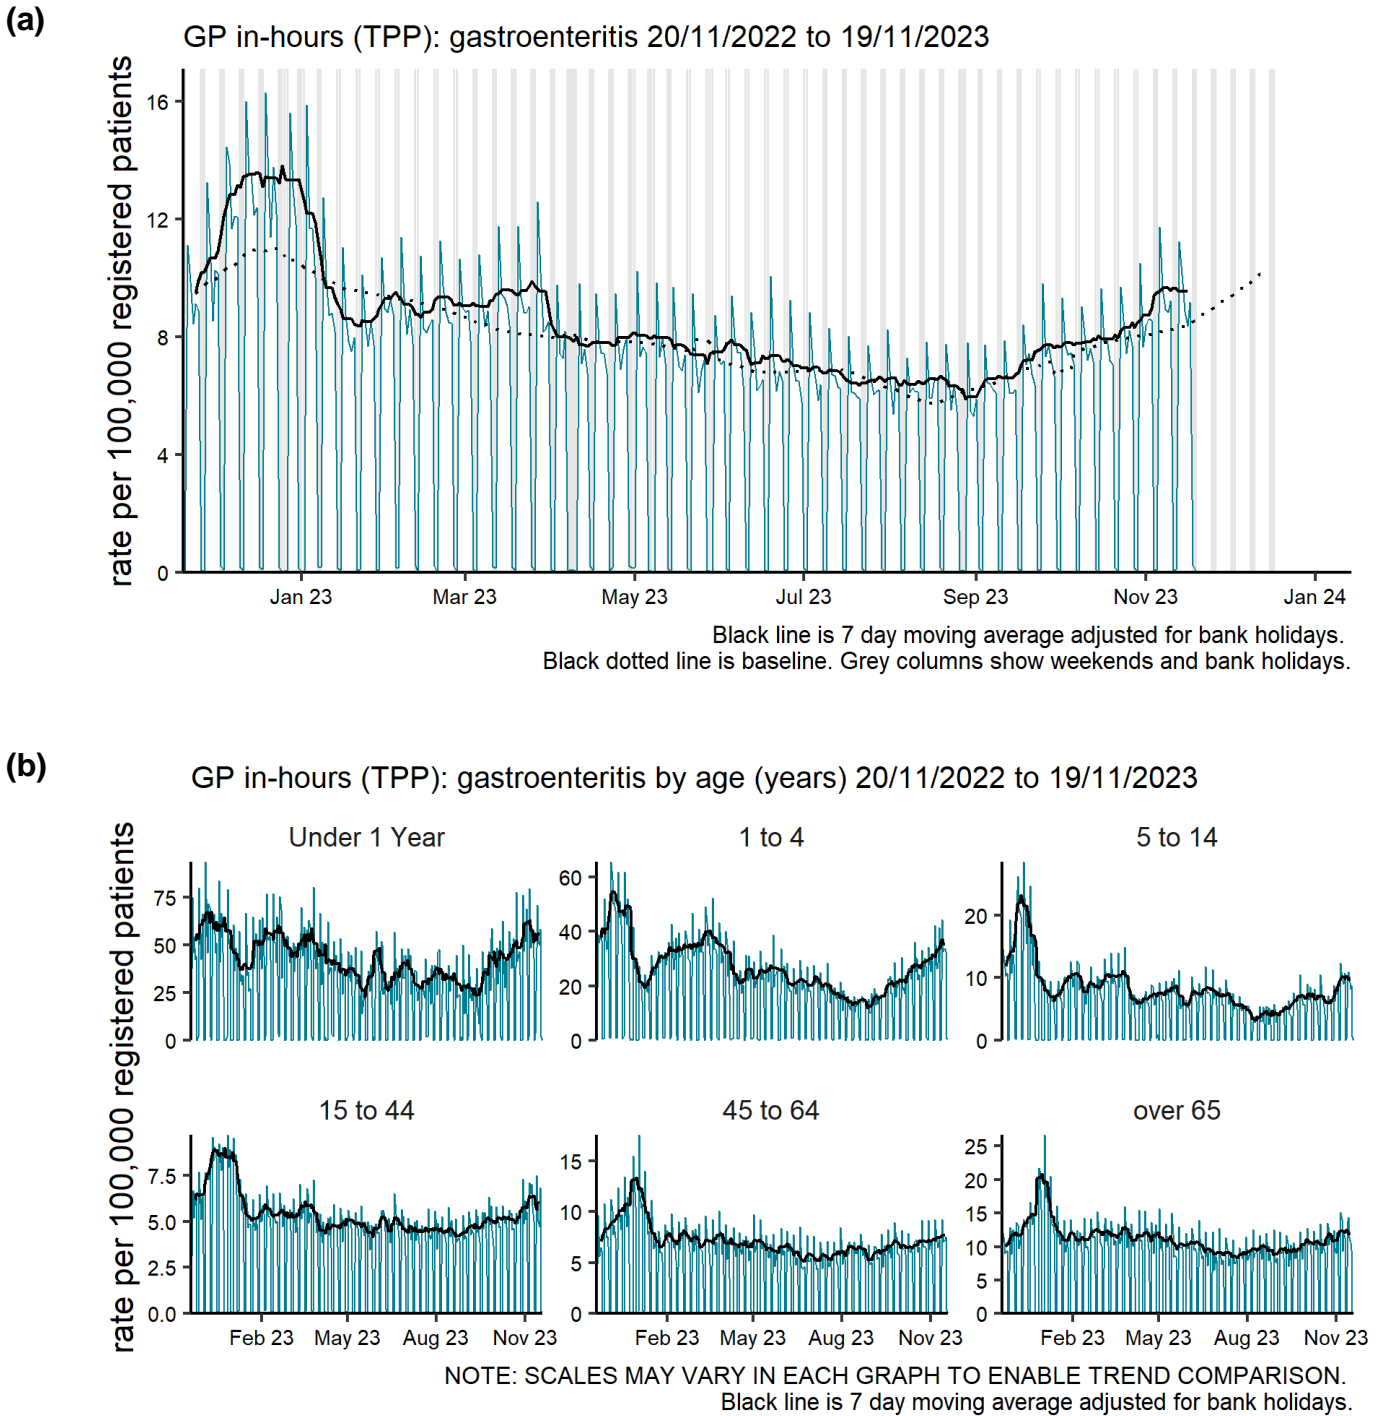 (a)
GP in-hours (TPP): gastroenteritis 20/11/2022 to 19/11/2023
rate per 100,000 registered patients
16
12
8
4
0
Jan 23 Mar 23 May 23 Jul 23 Sep 23 Nov 23 Jan 24
Black line is 7 day moving average adjusted for bank holidays.
Black dotted line is baseline. Grey columns show weekends and bank holidays.
(b)
GP in-hours (TPP): gastroenteritis by age (years) 20/11/2022 to 19/11/2023
rate per 100,000 registered patients
Under 1 Year
75
50
25
0
1 to 4
60
40
20
0
5 to 14
20
10
0
15 to 44
7.5
5.0
2.5
0.0
Feb 23 May 23 Aug 23 Nov 23
45 to 64
15
10
5
0
Feb 23 May 23 Aug 23 Nov 23
over 65
25
20
15
10
5
0
Feb 23 May 23 Aug 23 Nov 23
NOTE: SCALES MAY VARY IN EACH GRAPH TO ENABLE TREND COMPARISON.
Black line is 7 day moving average adjusted for bank holidays.